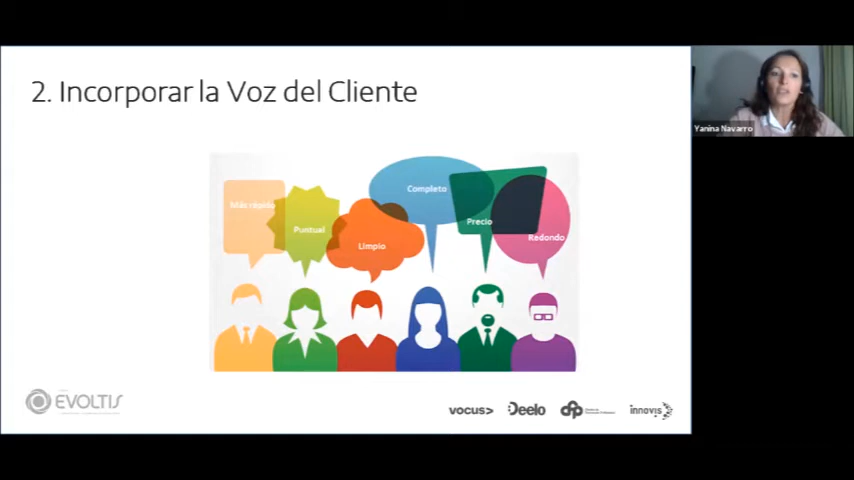 2. Incorporar la Voz del Cliente
Yanina Navarro
Más rápido
Puntual
Limpio
Completo
Precio
Redondo
EVOLTIS
vocus>
Deelo
innovis